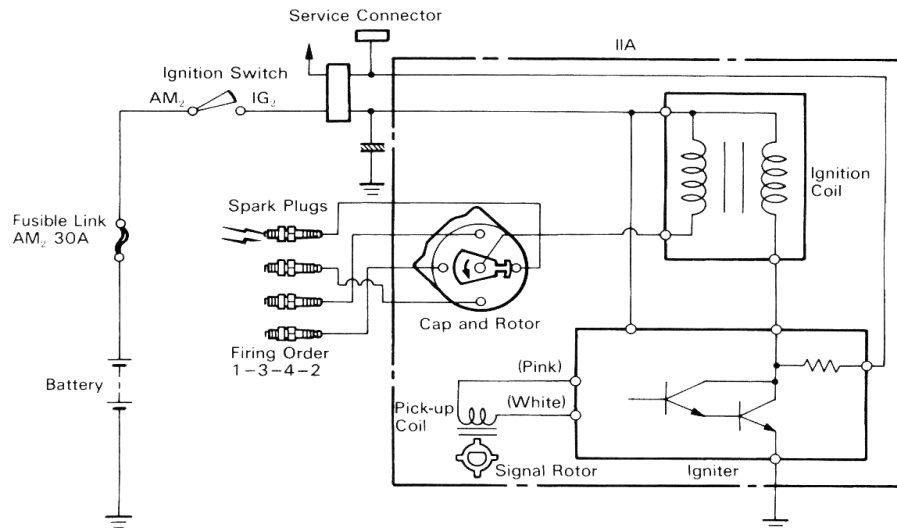 Service Connector
IIA
Ignition Switch
AM₂ IG₂
Ignition
Coil
Spark Plugs
Fusible Link
AM₂ 30A
Cap and Rotor
Firing Order
1-3-4-2
(Pink)
Battery
(White)
Pick-up
Coil
Signal Rotor
Igniter